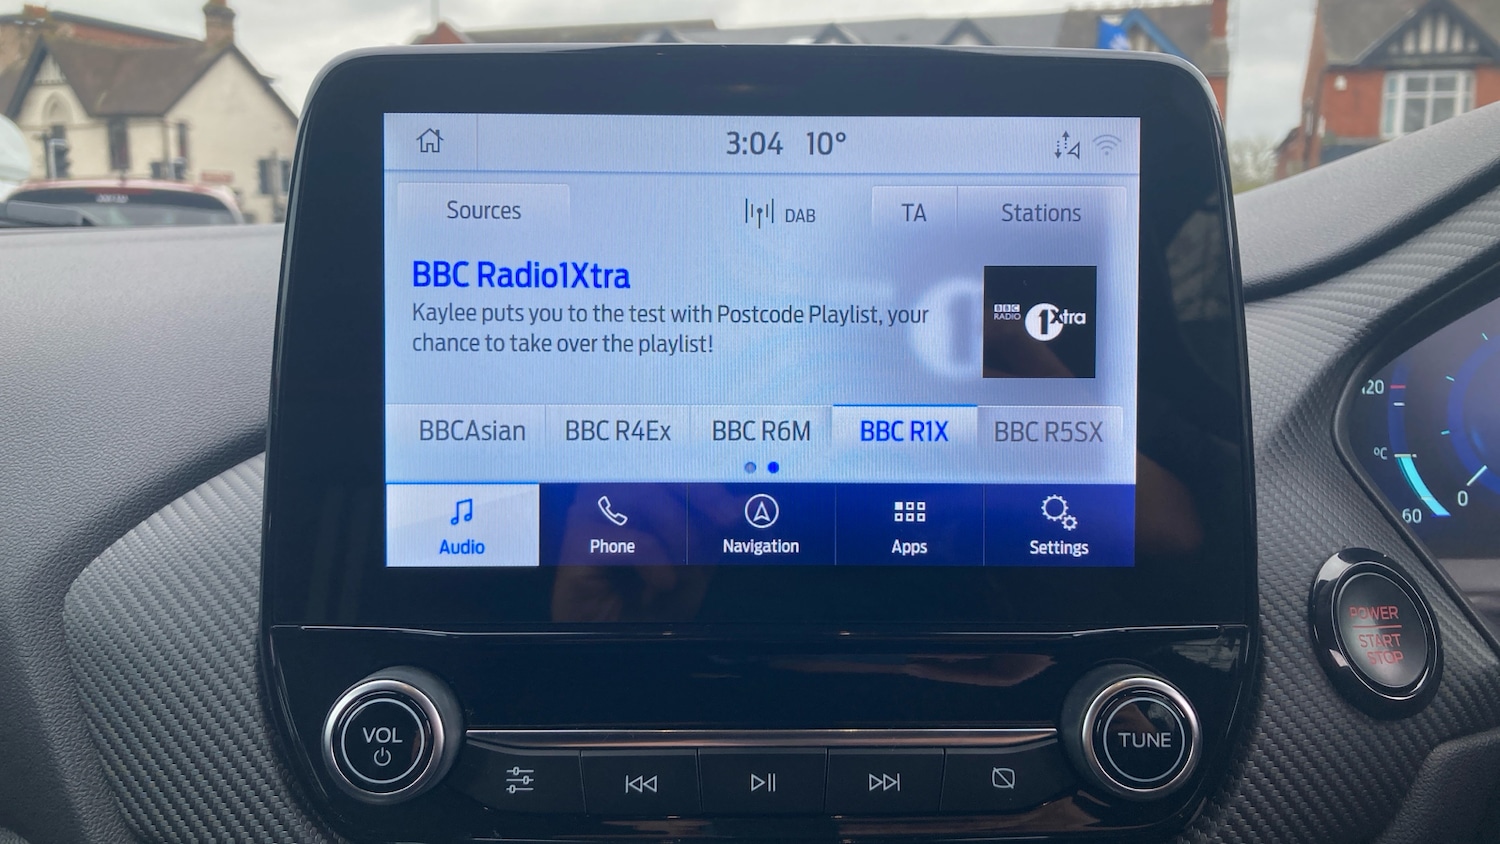 3:04 10°
Sources DAB TA Stations
BBC Radio1Xtra
Kaylee puts you to the test with Postcode Playlist, your
chance to take over the playlist!
BBC
RADIO 1Xtra
BBCAsian BBC R4Ex BBC R6M BBC R1X BBC R5SX
Audio Phone Navigation Apps Settings
120
°C
60 0
POWER
START
STOP
VOL TUNE